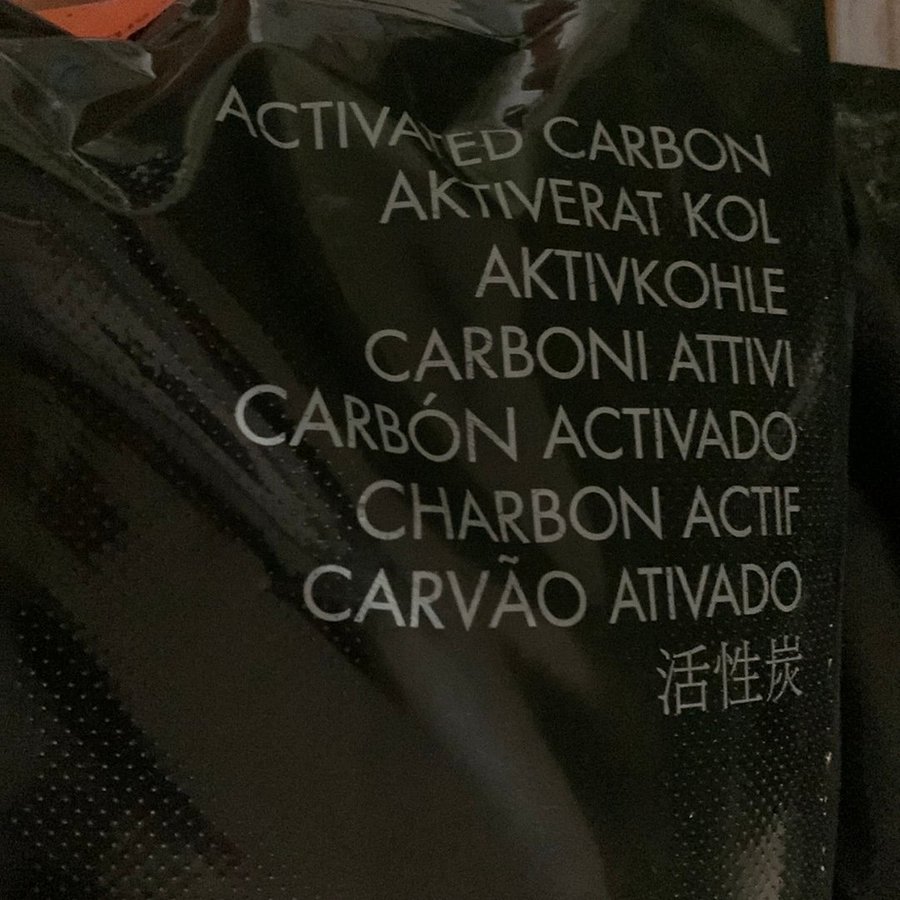 ACTIVATED CARBON
AKTIVERAT KOL
AKTIVKOHLE
CARBONI ATTIVI
CARBÓN ACTIVADO
CHARBON ACTIF
CARVÃO ATIVADO
活性炭